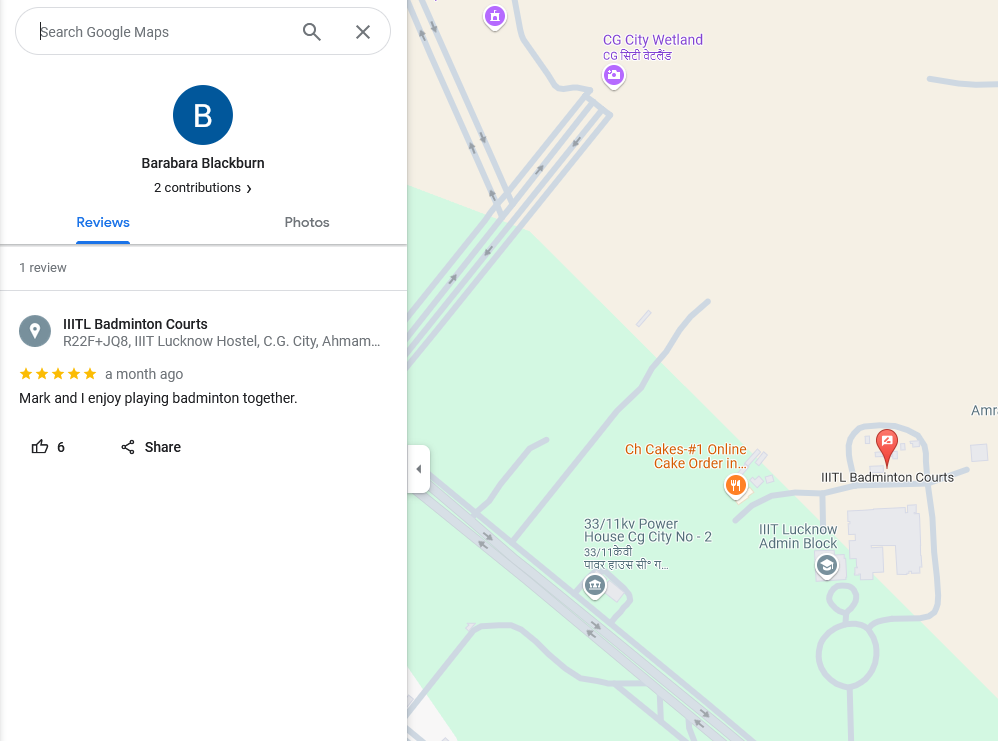 Search Google Maps
B
Barabara Blackburn
2 contributions ›
Reviews
Photos
1 review
IIITL Badminton Courts
R22F+JQ8, IIIT Lucknow Hostel, C.G. City, Ahmam...
a month ago
Mark and I enjoy playing badminton together.
6
Share
CG City Wetland
CG सिटी वेटलैंड
Amra
Ch Cakes-#1 Online
Cake Order in...
IIITL Badminton Courts
33/11kv Power
House Cg City No - 2
33/11केवी
पावर हाउस सी° ग...
IIIT Lucknow
Admin Block